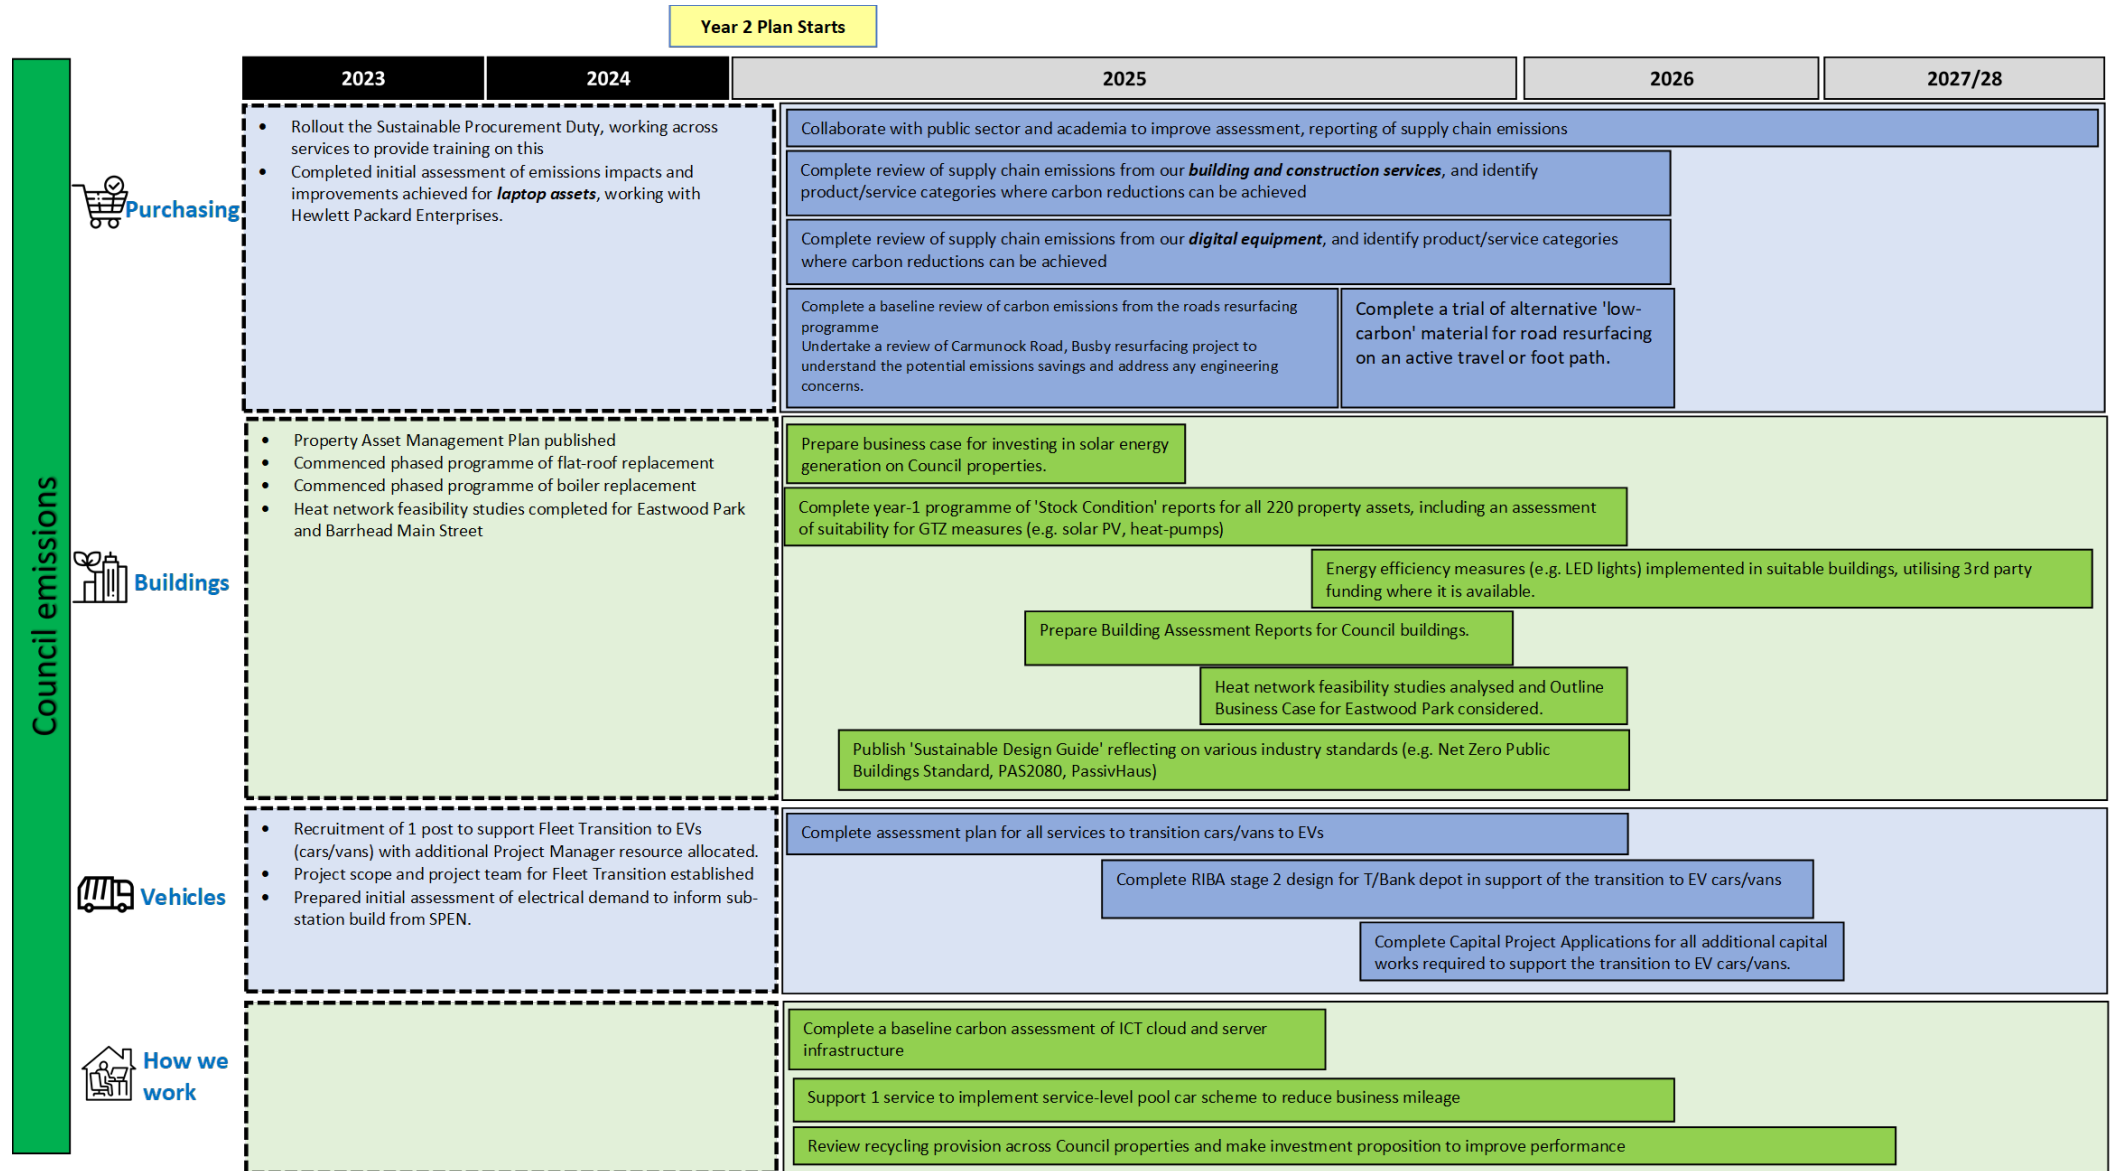 Year 2 Plan Starts
2023
2024
2025
2026
2027/28
Council emissions
Purchasing
• Rollout the Sustainable Procurement Duty, working across
services to provide training on this
• Completed initial assessment of emissions impacts and
improvements achieved for laptop assets, working with
Hewlett Packard Enterprises.
Collaborate with public sector and academia to improve assessment, reporting of supply chain emissions
Complete review of supply chain emissions from our building and construction services, and identify
product/service categories where carbon reductions can be achieved
Complete review of supply chain emissions from our digital equipment, and identify product/service categories
where carbon reductions can be achieved
Complete a baseline review of carbon emissions from the roads resurfacing
programme
Undertake a review of Carmunock Road, Busby resurfacing project to
understand the potential emissions savings and address any engineering
concerns.
Complete a trial of alternative 'low-
carbon' material for road resurfacing
on an active travel or foot path.
Buildings
• Property Asset Management Plan published
• Commenced phased programme of flat-roof replacement
• Commenced phased programme of boiler replacement
• Heat network feasibility studies completed for Eastwood Park
and Barrhead Main Street
Prepare business case for investing in solar energy
generation on Council properties.
Complete year-1 programme of 'Stock Condition' reports for all 220 property assets, including an assessment
of suitability for GTZ measures (e.g. solar PV, heat-pumps)
Energy efficiency measures (e.g. LED lights) implemented in suitable buildings, utilising 3rd party
funding where it is available.
Prepare Building Assessment Reports for Council buildings.
Heat network feasibility studies analysed and Outline
Business Case for Eastwood Park considered.
Publish 'Sustainable Design Guide' reflecting on various industry standards (e.g. Net Zero Public
Buildings Standard, PAS2080, PassivHaus)
Vehicles
• Recruitment of 1 post to support Fleet Transition to EVs
(cars/vans) with additional Project Manager resource allocated.
• Project scope and project team for Fleet Transition established
• Prepared initial assessment of electrical demand to inform sub-
station build from SPEN.
Complete assessment plan for all services to transition cars/vans to EVs
Complete RIBA stage 2 design for T/Bank depot in support of the transition to EV cars/vans
Complete Capital Project Applications for all additional capital
works required to support the transition to EV cars/vans.
How we
work
Complete a baseline carbon assessment of ICT cloud and server
infrastructure
Support 1 service to implement service-level pool car scheme to reduce business mileage
Review recycling provision across Council properties and make investment proposition to improve performance